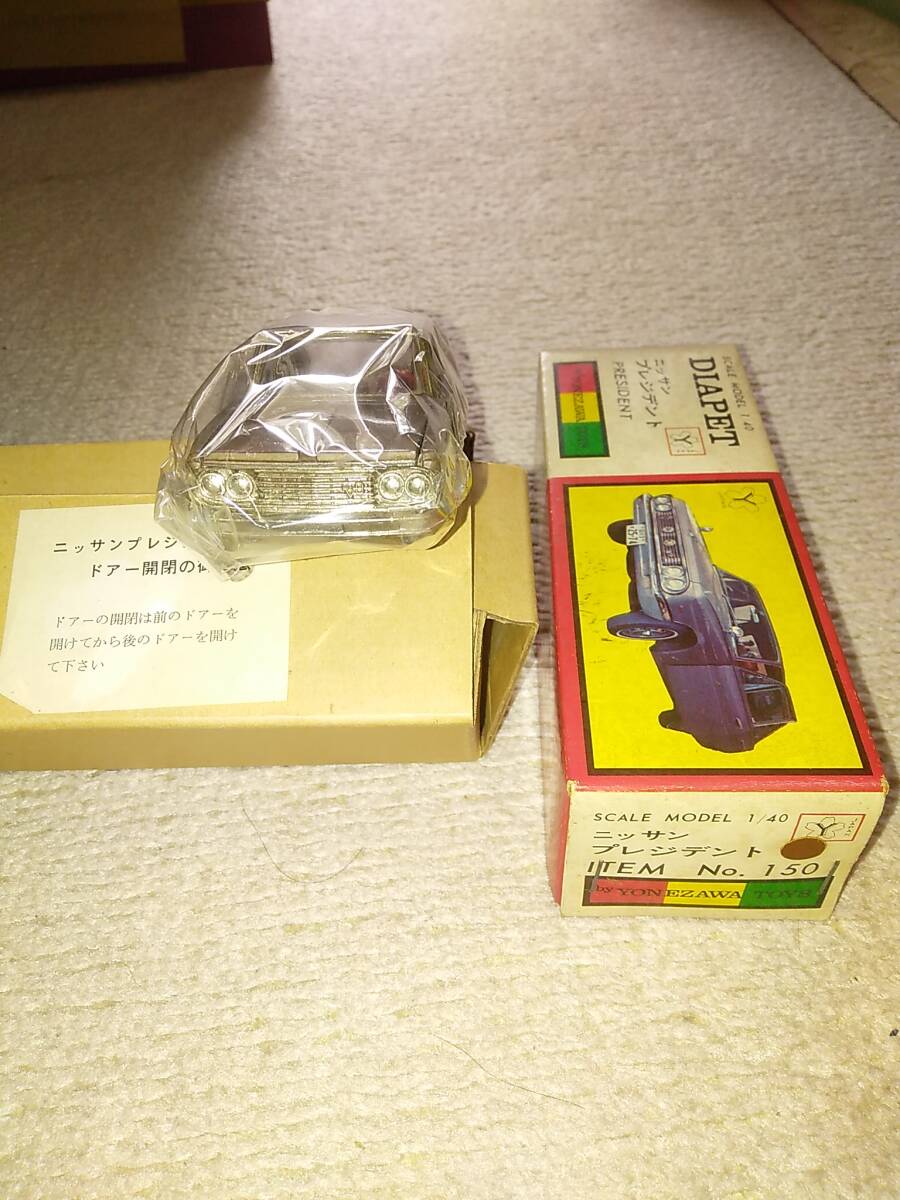 ニッサンプレジ
ドアー開閉の
ドアーの開閉は前のドアーを
開けてから後のドアーを開け
て下さい
SCALE MODEL 1/40
DIAPET
ニッサン
プレジデント
PRESIDENT
YONEZAWA TOYS
SCALE MODEL 1/40
ニッサン
プレジデント
ITEM No. 150
by YONEZAWA TOYS